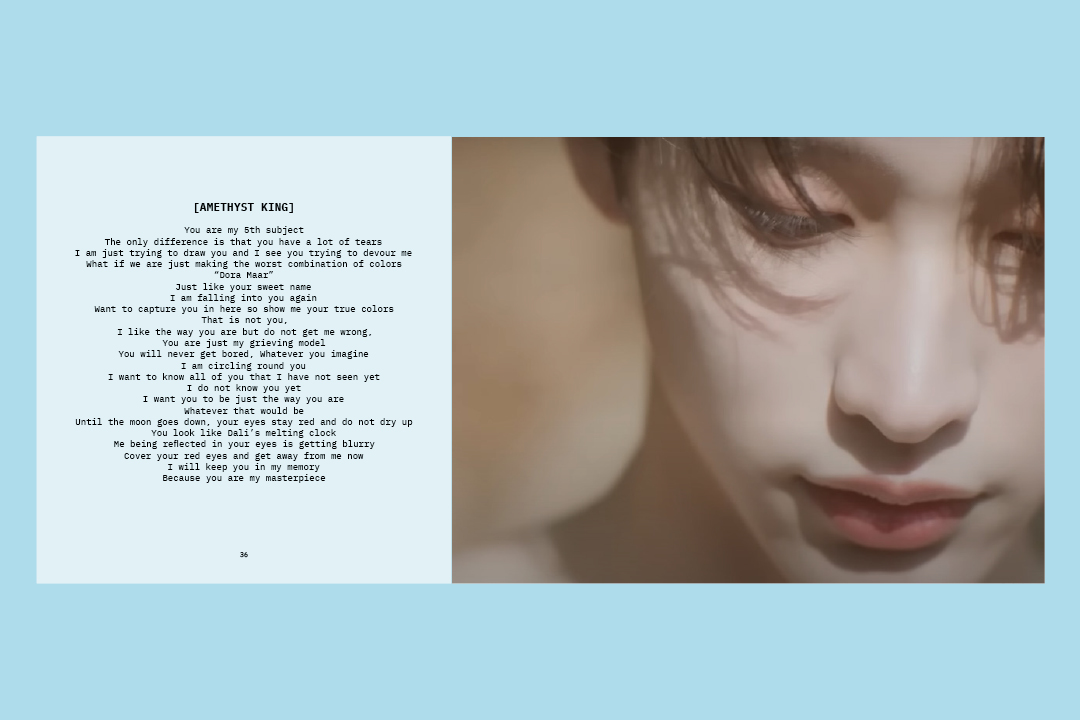 [AMETHYST KING]
You are my 5th subject
The only difference is that you have a lot of tears
I am just trying to draw you and I see you trying to devour me
What if we are just making the worst combination of colors
“Dora Maar”
Just like your sweet name
I am falling into you again
Want to capture you in here so show me your true colors
That is not you,
I like the way you are but do not get me wrong,
You are just my grieving model
You will never get bored, Whatever you imagine
I am circling round you
I want to know all of you that I have not seen yet
I do not know you yet
I want you to be just the way you are
Whatever that would be
Until the moon goes down, your eyes stay red and do not dry up
You look like Dali’s melting clock
Me being reflected in your eyes is getting blurry
Cover your red eyes and get away from me now
I will keep you in my memory
Because you are my masterpiece
36